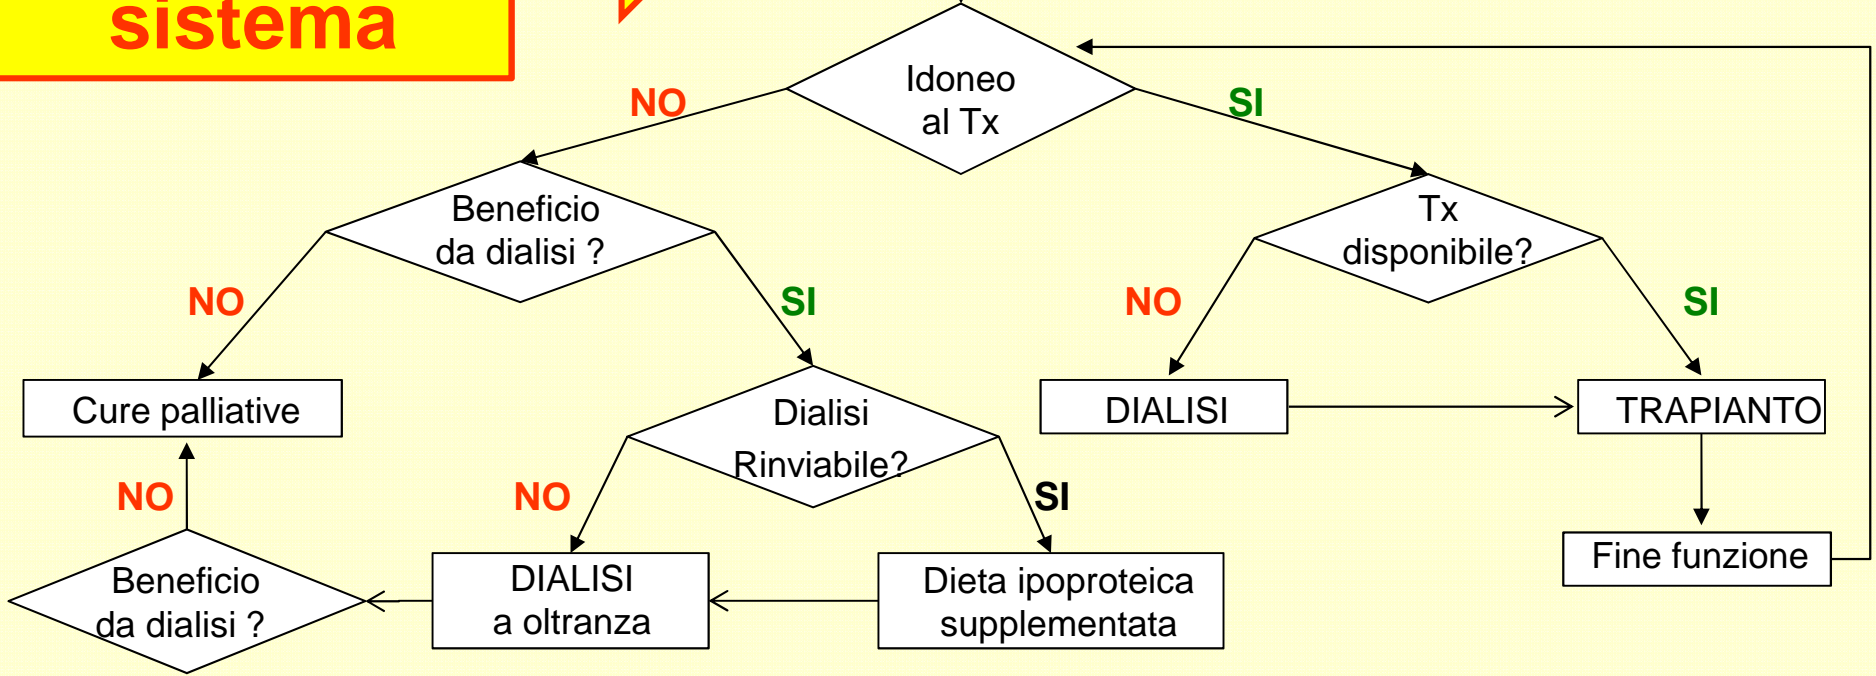 sistema
Idoneo
al Tx
NO
SI
Beneficio
da dialisi ?
Tx
disponibile?
NO
SI
NO
SI
Cure palliative
Dialisi
Rinviabile?
DIALISI
TRAPIANTO
NO
NO
SI
Beneficio
da dialisi ?
DIALISI
a oltranza
Dieta ipoproteica
supplementata
Fine funzione